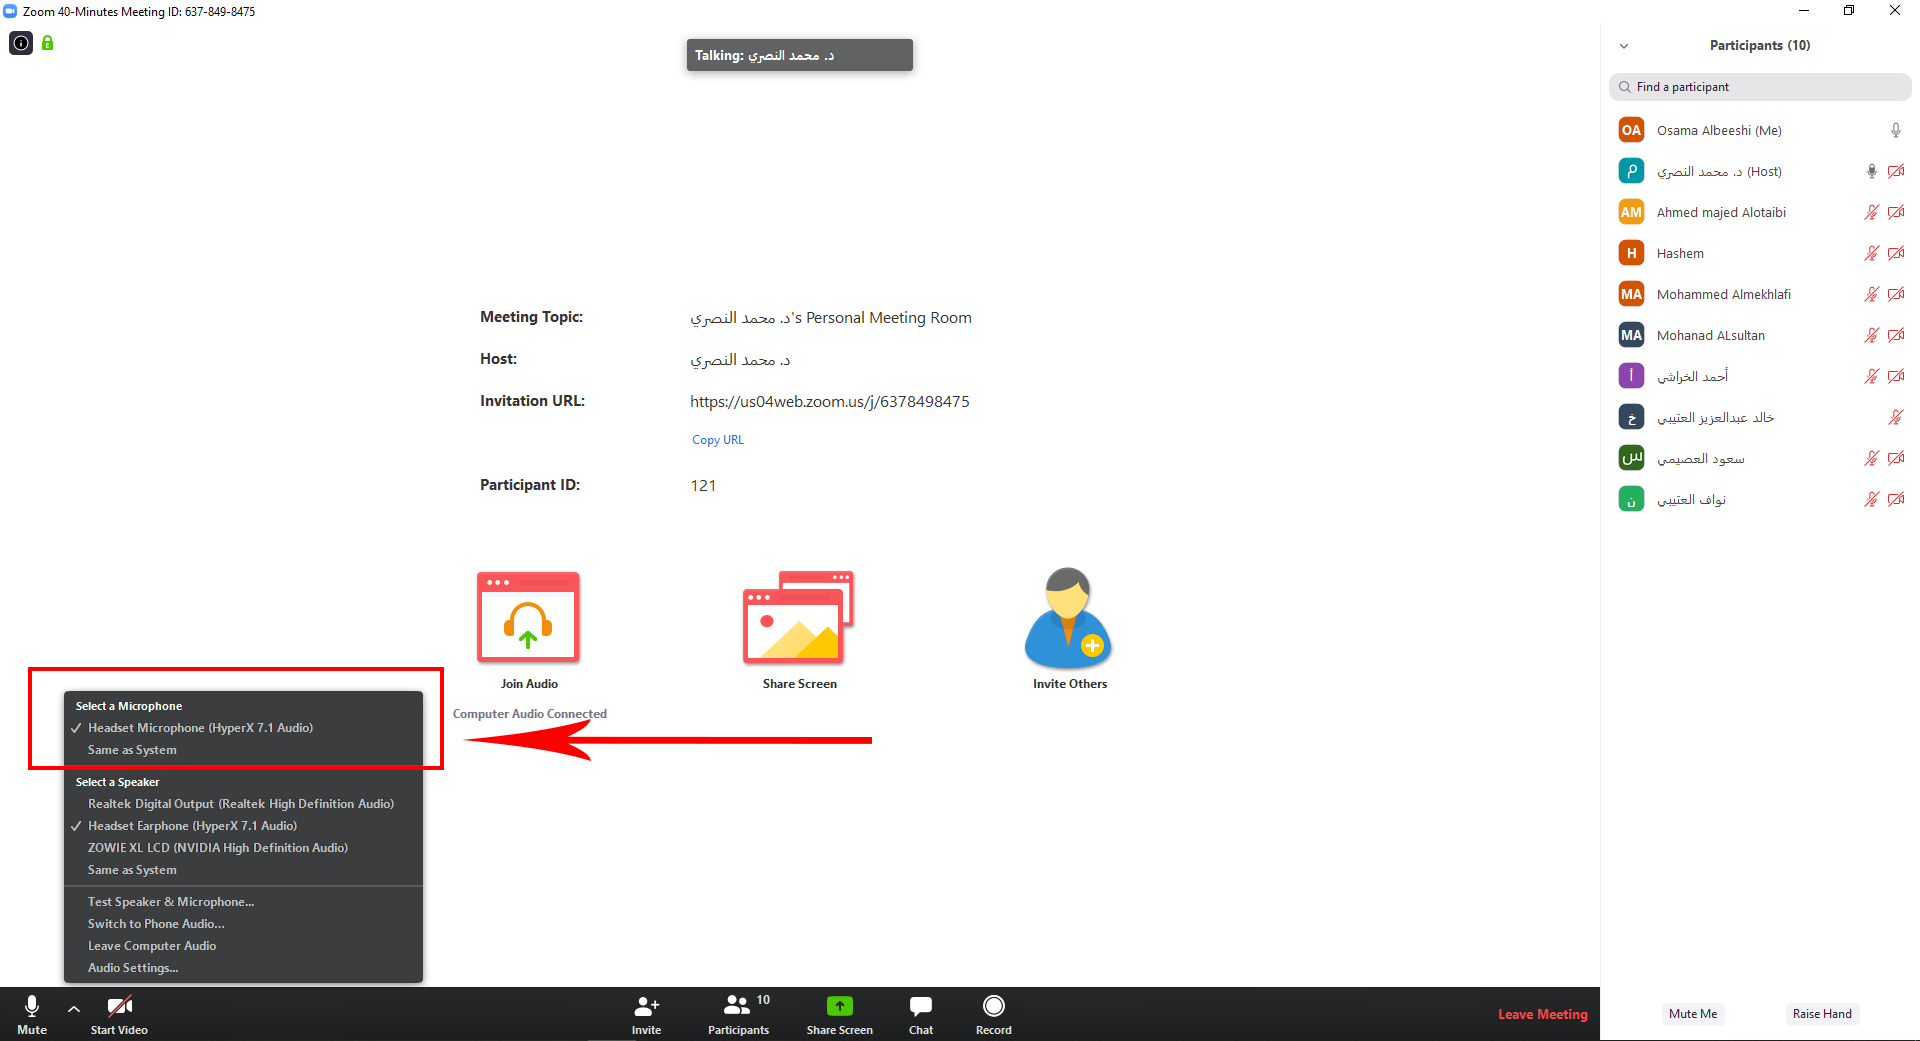 Zoom 40-Minutes Meeting ID: 637-849-8475
Talking: د. محمد النصري
Meeting Topic: د. محمد النصري's Personal Meeting Room
Host: د. محمد النصري
Invitation URL: https://us04web.zoom.us/j/6378498475
Copy URL
Participant ID: 121
Join Audio
Share Screen
Invite Others
Computer Audio Connected
Select a Microphone
Headset Microphone (HyperX 7.1 Audio)
Same as System
Select a Speaker
Realtek Digital Output (Realtek High Definition Audio)
Headset Earphone (HyperX 7.1 Audio)
ZOWIE XL LCD (NVIDIA High Definition Audio)
Same as System
Test Speaker & Microphone...
Switch to Phone Audio...
Leave Computer Audio
Audio Settings...
Mute
Start Video
Invite
10
Participants
Share Screen
Chat
Record
Leave Meeting
Participants (10)
Find a participant
OA Osama Albeeshi (Me)
م د. محمد النصري (Host)
AM Ahmed majed Alotaibi
H Hashem
MA Mohammed Almekhlafi
MA Mohanad ALsultan
أ أحمد الخراشي
خ خالد عبدالعزيز العتيبي
س سعود العصيمي
ن نواف العتيبي
Mute Me
Raise Hand